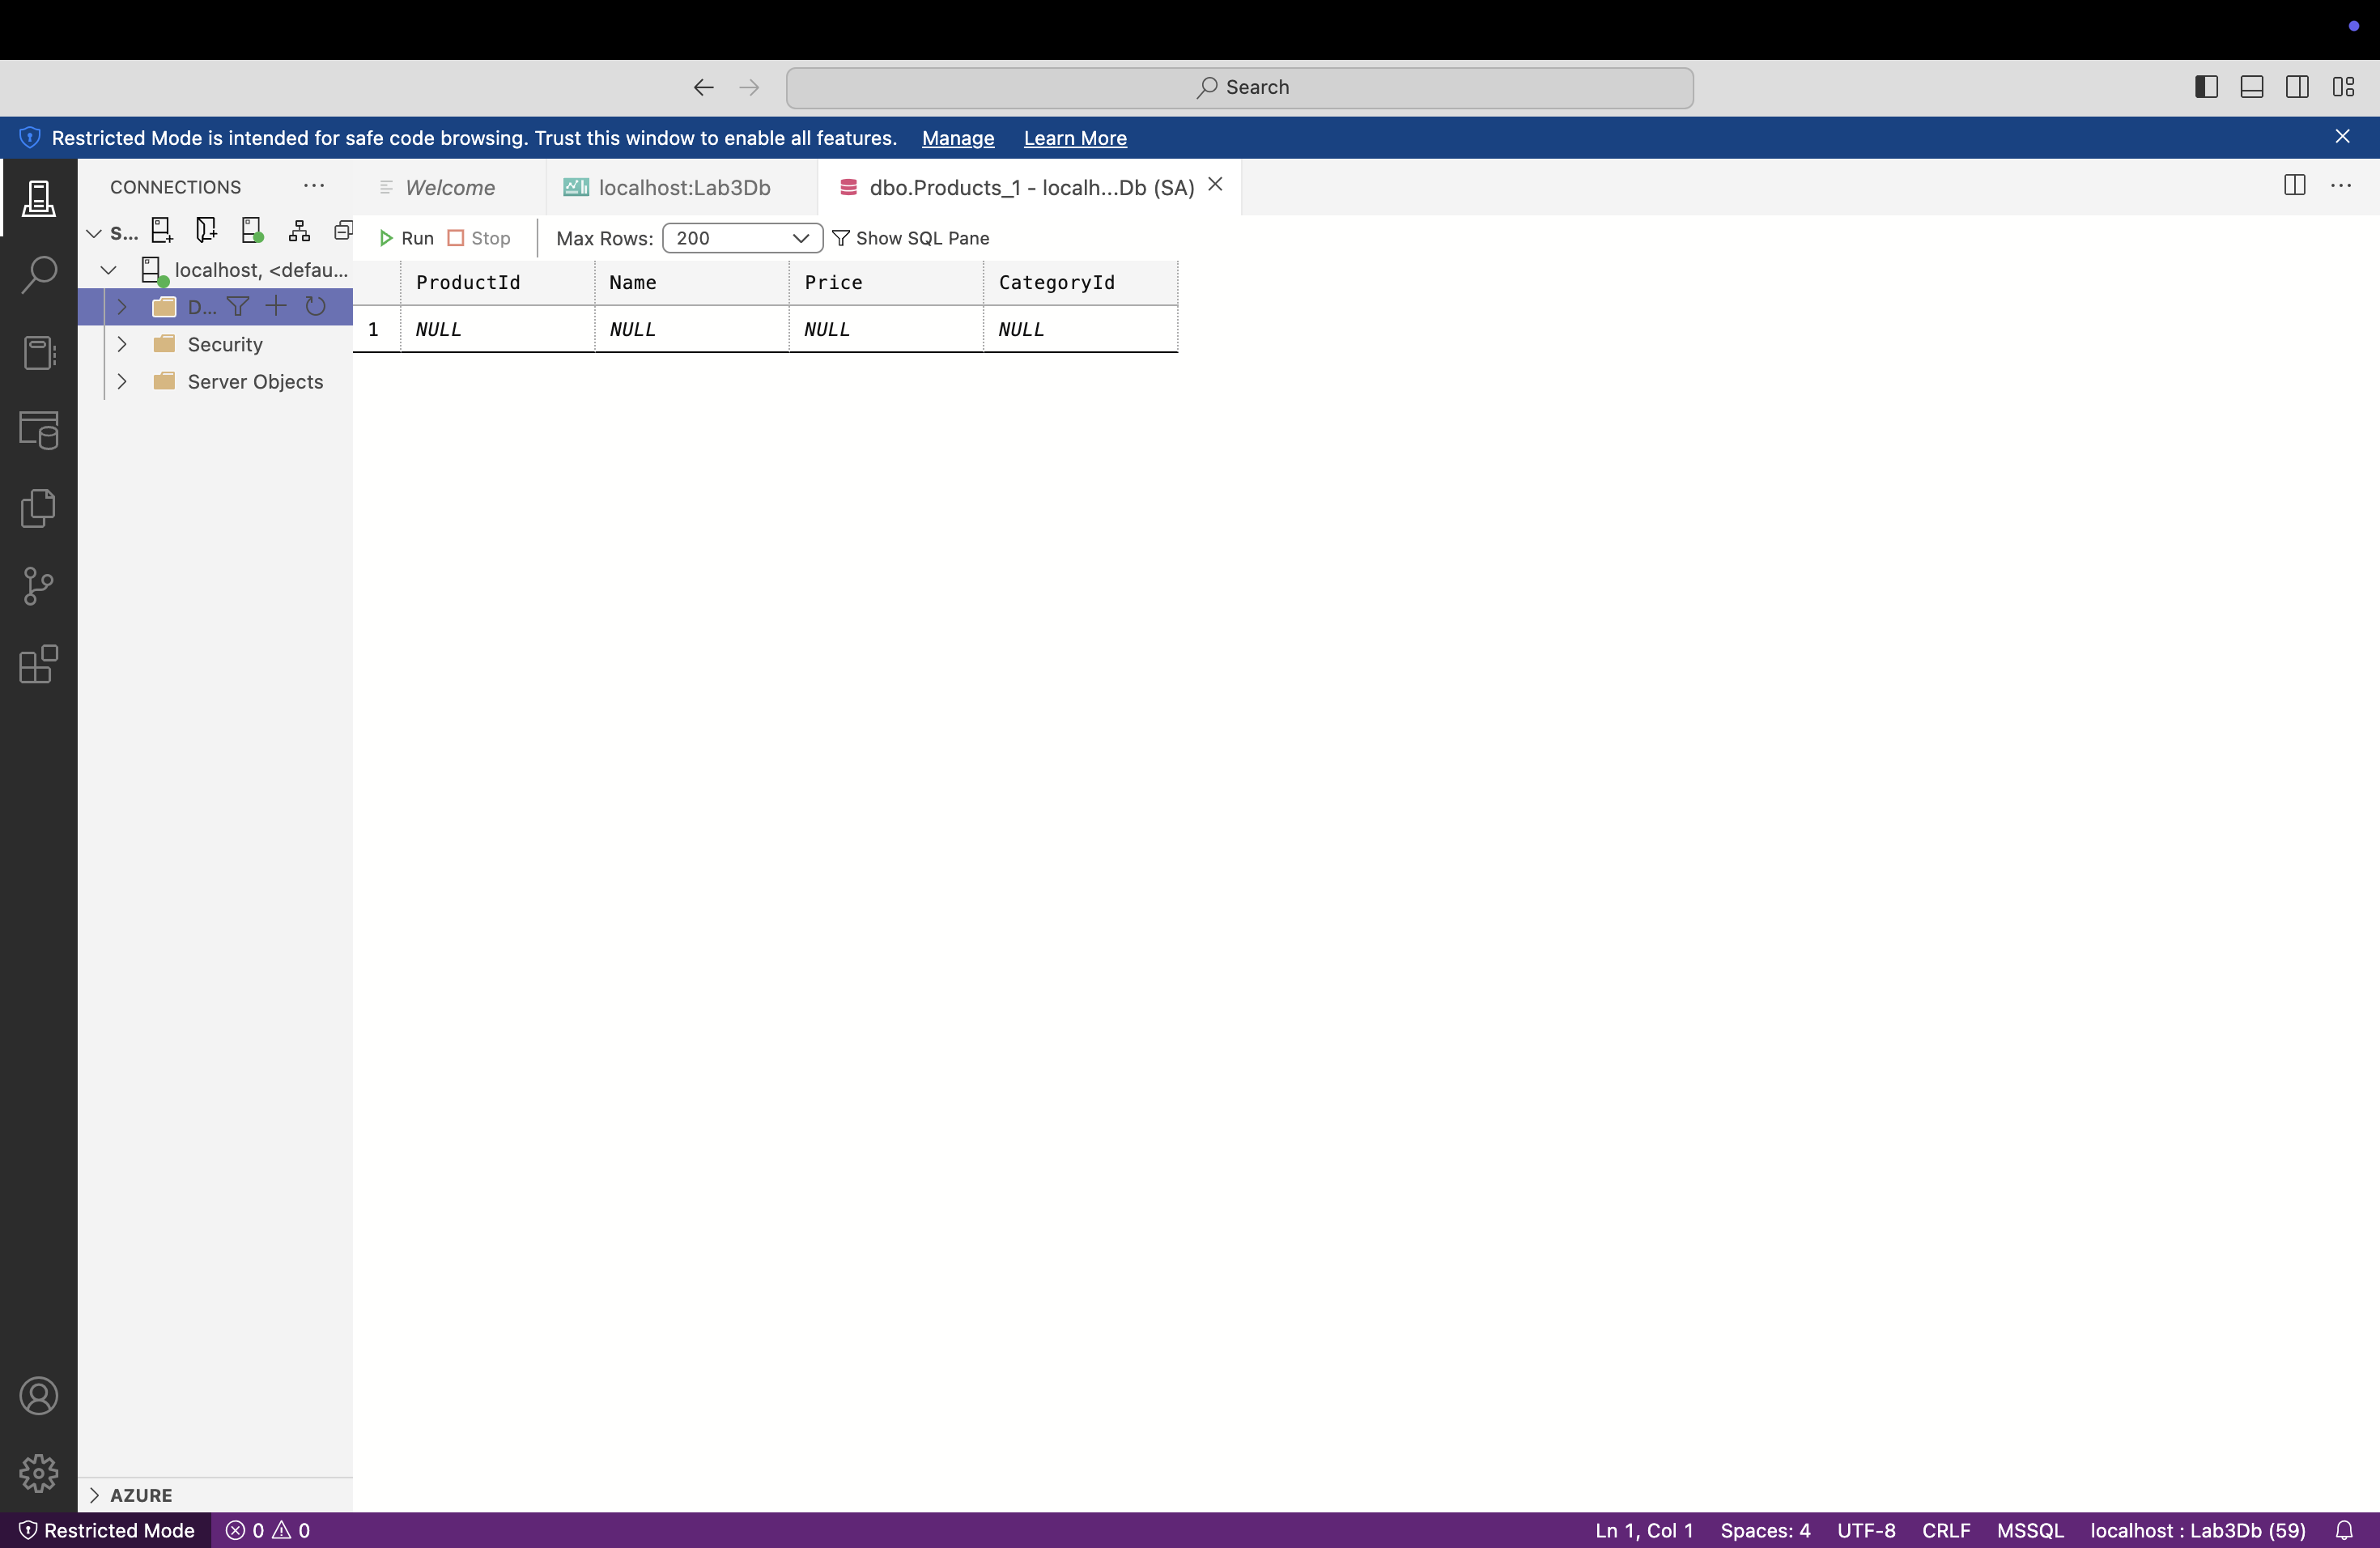 Search
Restricted Mode is intended for safe code browsing. Trust this window to enable all features. Manage Learn More
CONNECTIONS
Welcome localhost:Lab3Db dbo.Products_1 - localh...Db (SA)
S...
Run Stop Max Rows: 200 Show SQL Pane
localhost, <defau...
D...
Security
Server Objects
ProductId Name Price CategoryId
1 NULL NULL NULL NULL
AZURE
Restricted Mode 0 0 Ln 1, Col 1 Spaces: 4 UTF-8 CRLF MSSQL localhost : Lab3Db (59)